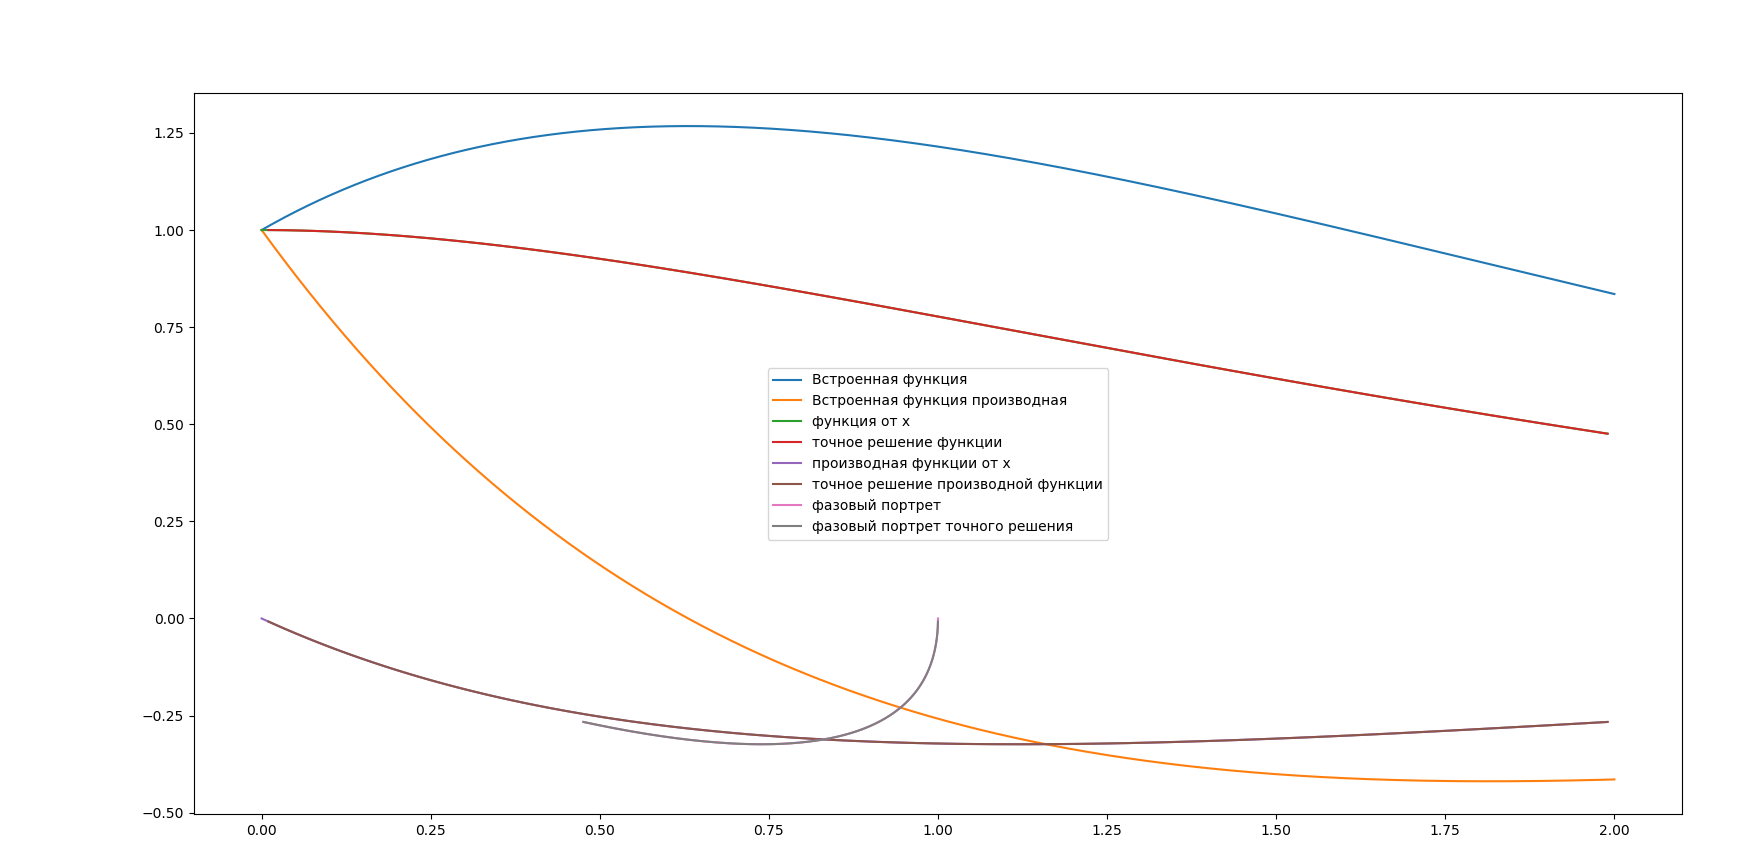 1.25
1.00
0.75
0.50
0.25
0.00
−0.25
−0.50
Встроенная функция
Встроенная функция производная
функция от x
точное решение функции
производная функции от x
точное решение производной функции
фазовый портрет
фазовый портрет точного решения
0.00 0.25 0.50 0.75 1.00 1.25 1.50 1.75 2.00